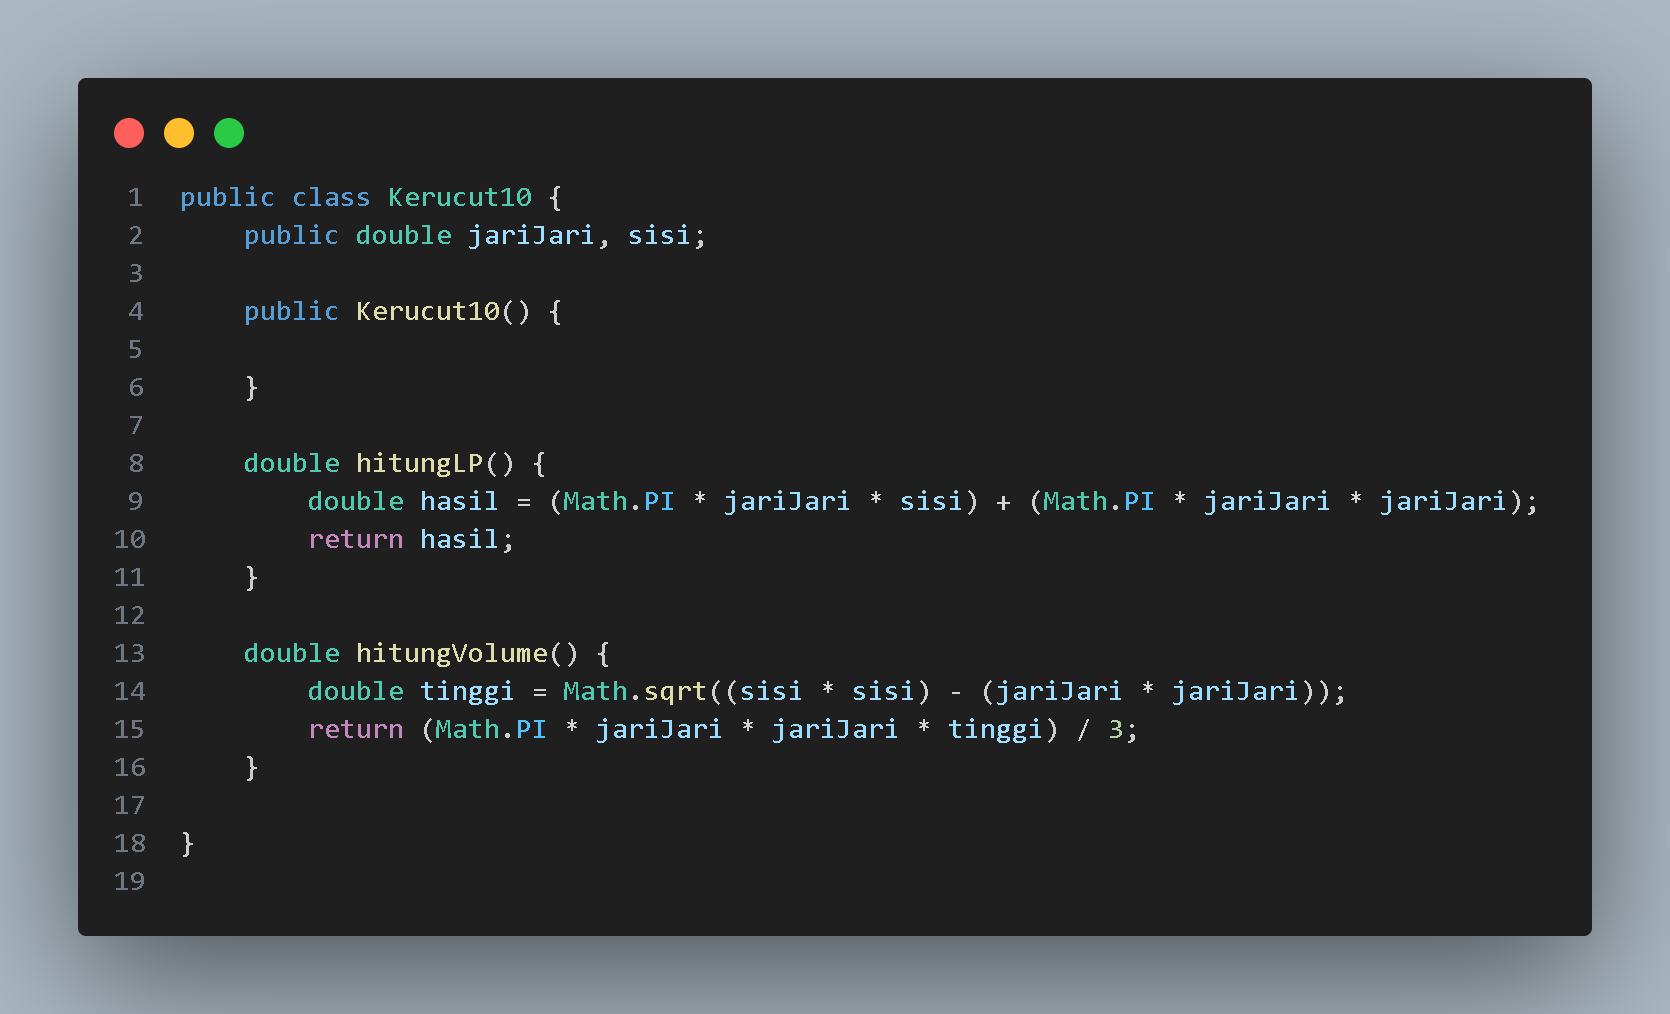 1 public class Kerucut10 {
2     public double jariJari, sisi;
3
4     public Kerucut10() {
5
6     }
7
8     double hitungLP() {
9         double hasil = (Math.PI * jariJari * sisi) + (Math.PI * jariJari * jariJari);
10         return hasil;
11     }
12
13     double hitungVolume() {
14         double tinggi = Math.sqrt((sisi * sisi) - (jariJari * jariJari));
15         return (Math.PI * jariJari * jariJari * tinggi) / 3;
16     }
17
18 }
19